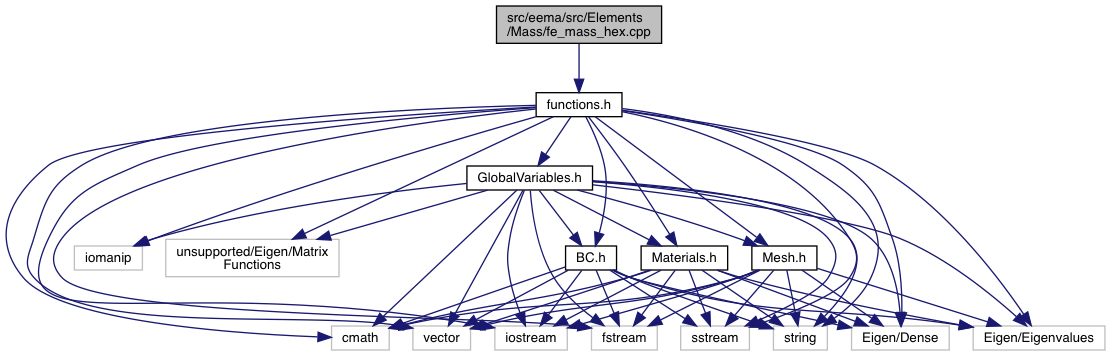 src/eema/src/Elements
/Mass/fe_mass_hex.cpp
functions.h
GlobalVariables.h
iomanip
unsupported/Eigen/Matrix
Functions
BC.h
Materials.h
Mesh.h
cmath
vector
iostream
fstream
sstream
string
Eigen/Dense
Eigen/Eigenvalues